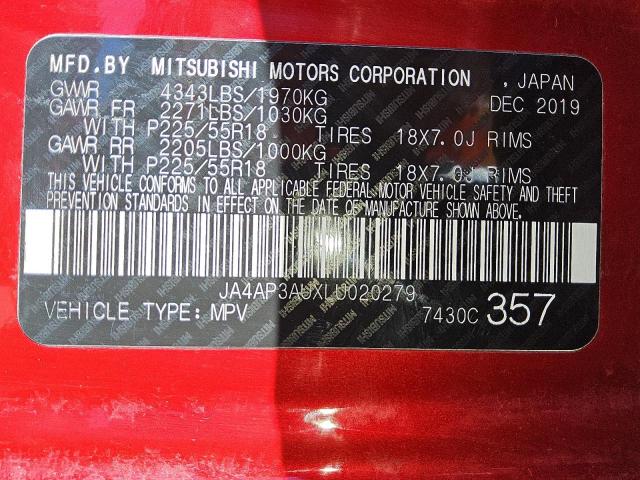 MFD.BY MITSUBISHI MOTORS CORPORATION , JAPAN
GVWR 4343LBS/1970KG DEC 2019
GAWR FR 2271LBS/1030KG
WITH P225/55R18 TIRES 18X7.0J RIMS
GAWR RR 2205LBS/1000KG
WITH P225/55R18 TIRES 18X7.0J RIMS
THIS VEHICLE CONFORMS TO ALL APPLICABLE FEDERAL MOTOR VEHICLE SAFETY AND THEFT
PREVENTION STANDARDS IN EFFECT ON THE DATE OF MANUFACTURE SHOWN ABOVE.
JA4AP3AUXLU020279
VEHICLE TYPE: MPV 7430C 357